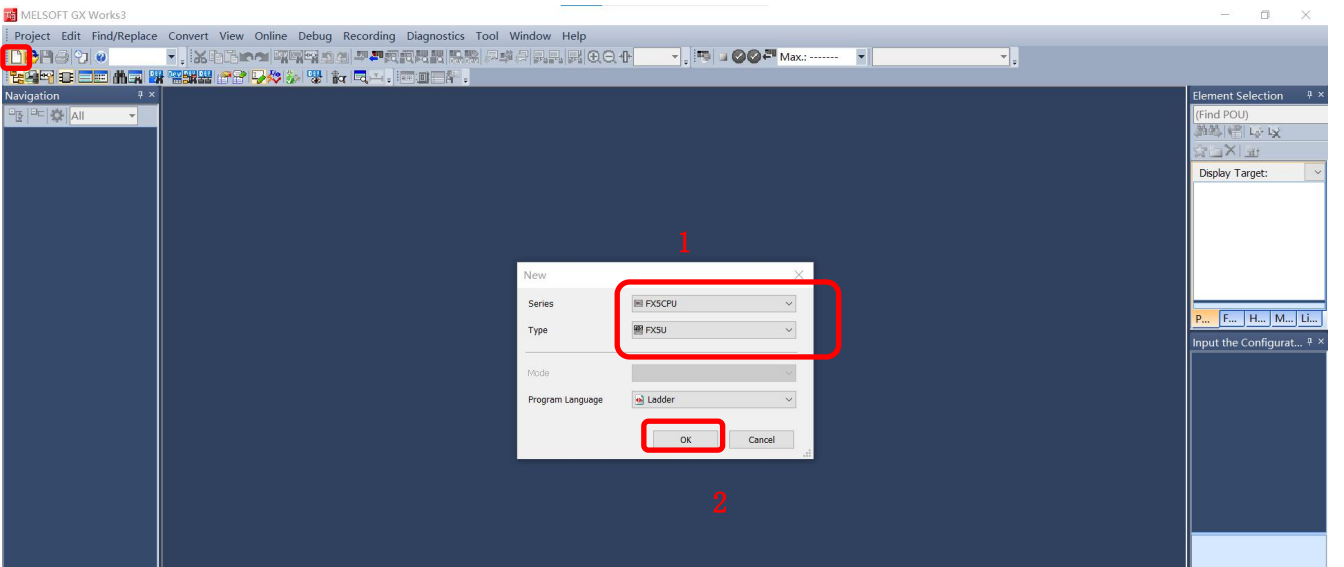 MELSOFT GX Works3
Project Edit Find/Replace Convert View Online Debug Recording Diagnostics Tool Window Help
Max.: -------
Navigation
All
Element Selection
(Find POU)
Display Target:
P... F... H... M... Li...
Input the Configurat...
1
New
Series FX5CPU
Type FX5U
Mode
Program Language Ladder
OK Cancel
2